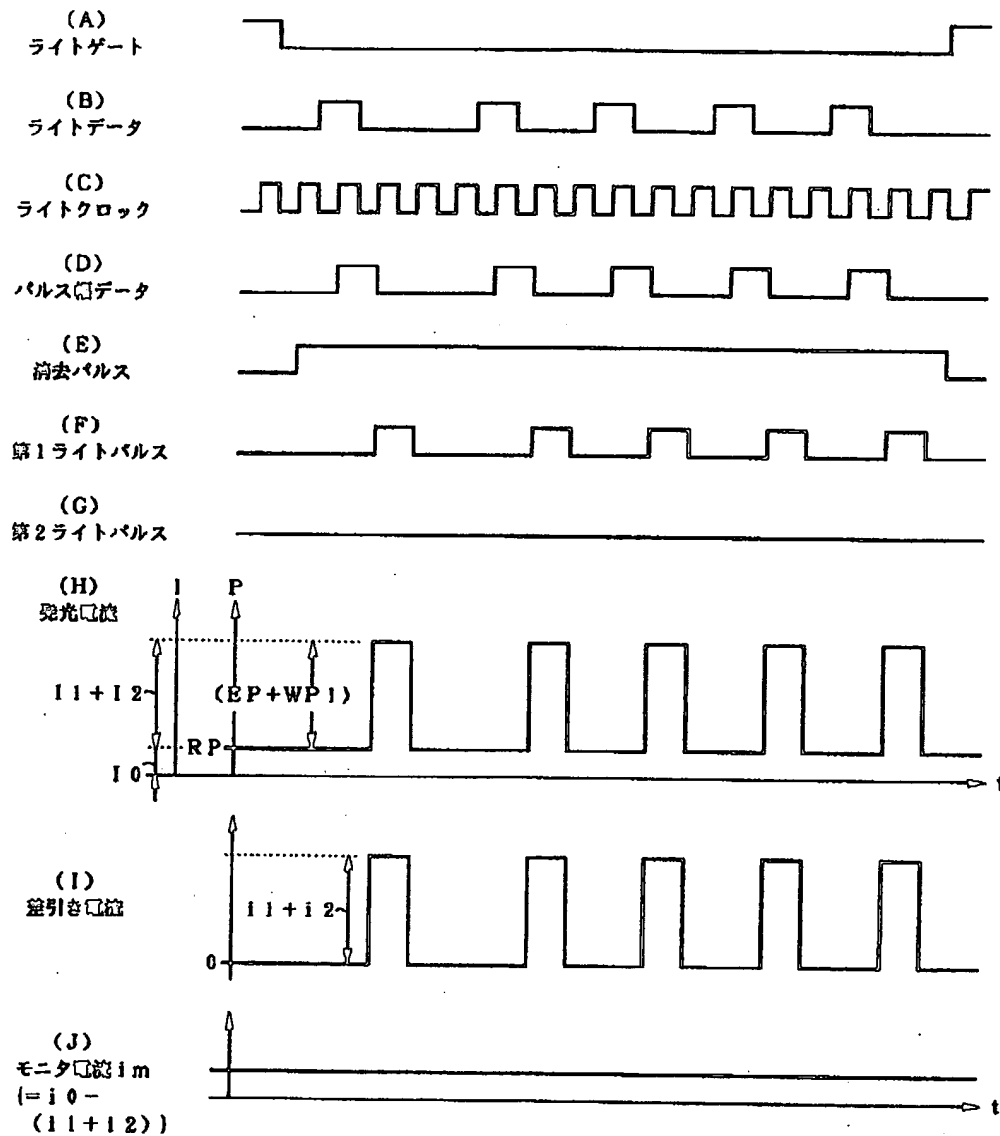 (A)
ライトゲート
(B)
ライトデータ
(C)
ライトクロック
(D)
パルス幅データ
(E)
消去パルス
(F)
第1ライトパルス
(G)
第2ライトパルス
(H)
発光電流
I
P
I1+I2
(EP+WP1)
RP
I0
t
(I)
差引き電流
i1+i2
0
(J)
モニタ電流im
{=i0-
(i1+i2)}
t